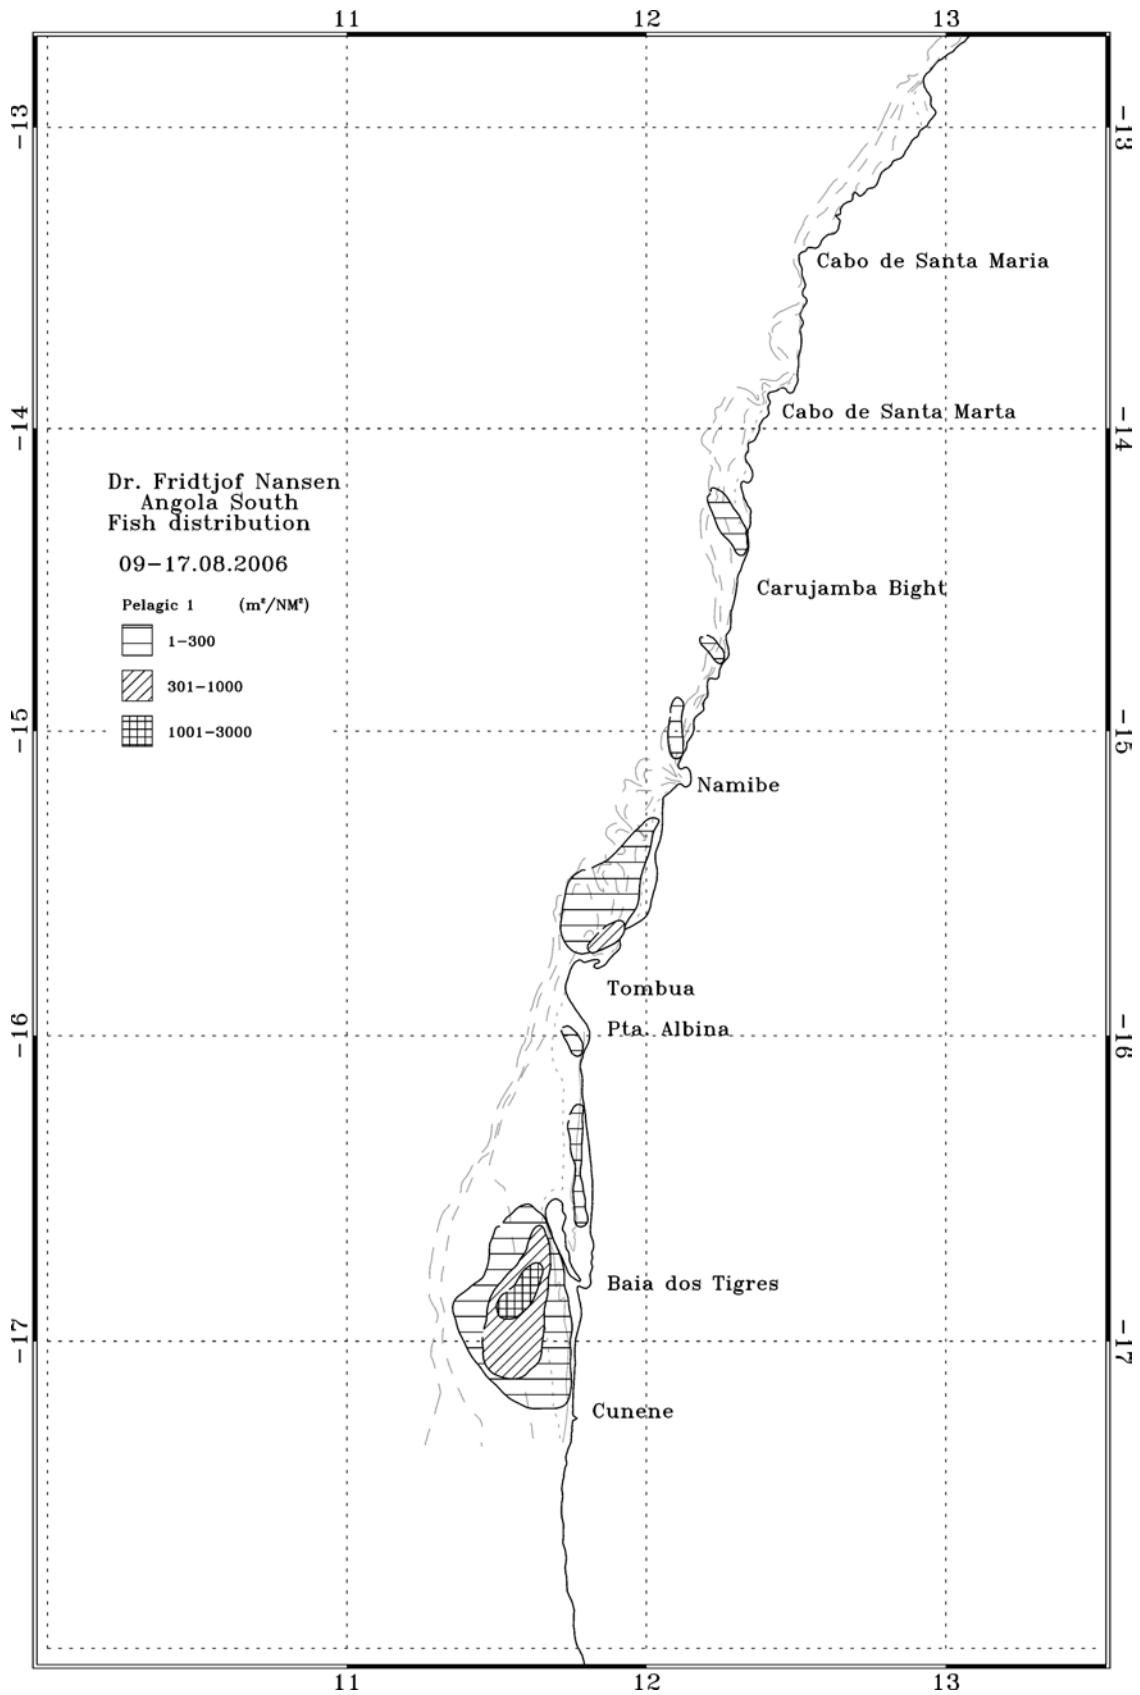 11 12 13
-13 -13
Cabo de Santa Maria
Cabo de Santa Marta
-14 -14
Dr. Fridtjof Nansen
Angola South
Fish distribution
09-17.08.2006
Carujamba Bight
Pelagic 1 (m²/NM²)
1-300
301-1000
1001-3000
-15 -15
Namibe
Tombua
Pta. Albina
-16 -16
Baia dos Tigres
-17 -17
Cunene
11 12 13